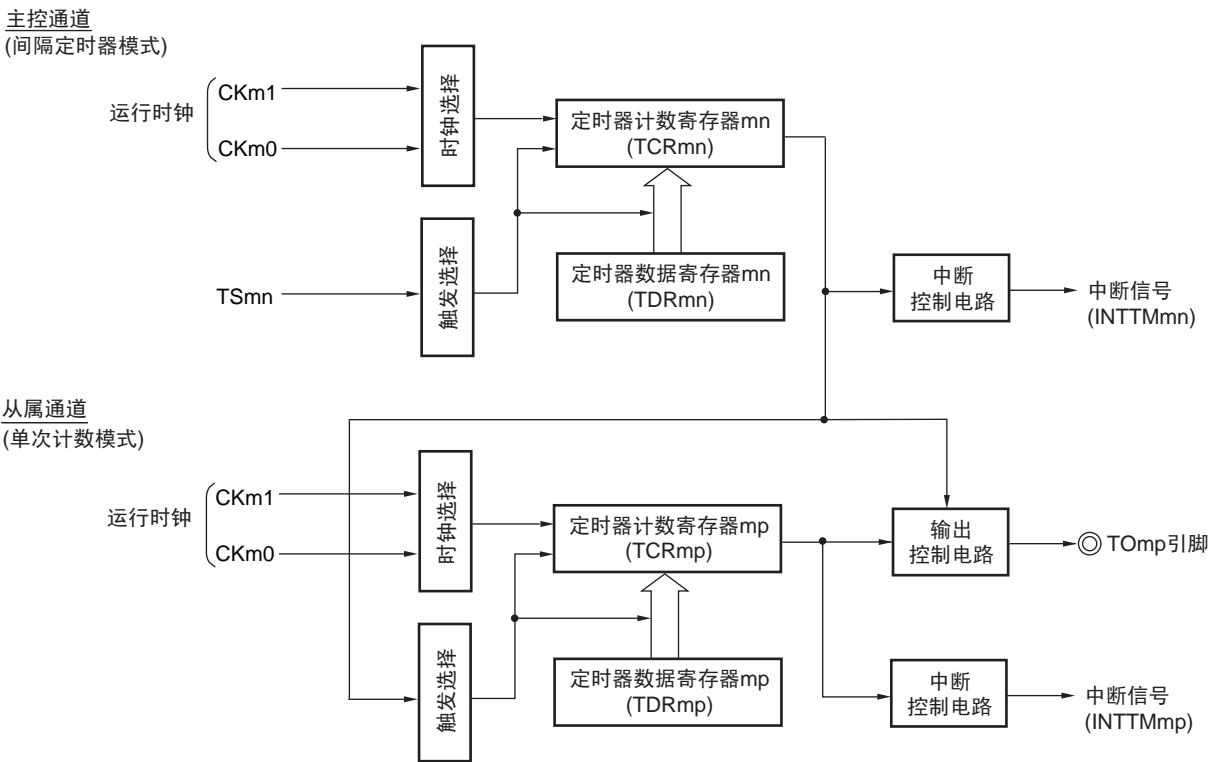 主控通道
(间隔定时器模式)
运行时钟
CKm1
CKm0
时钟选择
定时器计数寄存器mn
(TCRmn)
TSmn
触发选择
定时器数据寄存器mn
(TDRmn)
中断
控制电路
中断信号
(INTTMmn)
从属通道
(单次计数模式)
运行时钟
CKm1
CKm0
时钟选择
定时器计数寄存器mp
(TCRmp)
输出
控制电路
TOmp引脚
触发选择
定时器数据寄存器mp
(TDRmp)
中断
控制电路
中断信号
(INTTMmp)